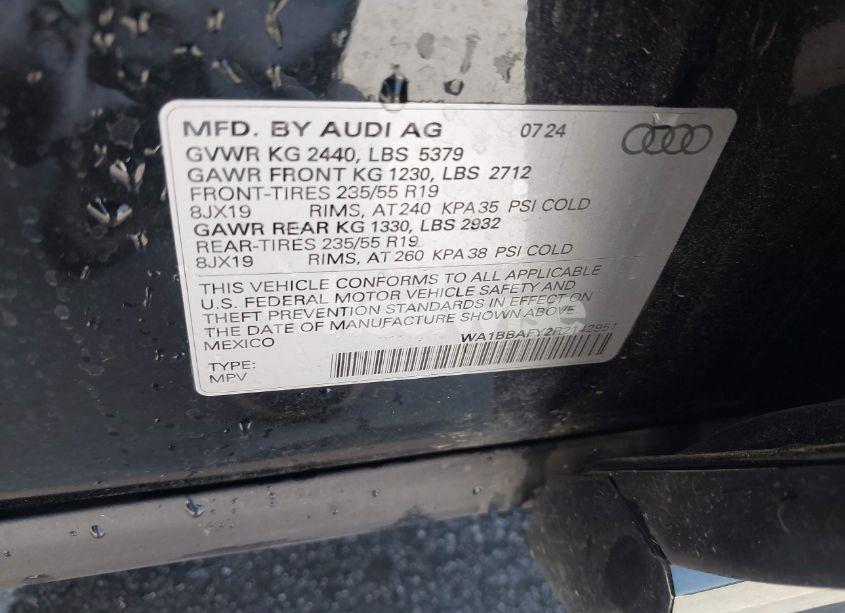 MFD. BY AUDI AG 07 24
GVWR KG 2440, LBS 5379
GAWR FRONT KG 1230, LBS 2712
FRONT-TIRES 235/55 R19
8JX19 RIMS, AT 240 KPA 35 PSI COLD
GAWR REAR KG 1330, LBS 2932
REAR-TIRES 235/55 R19
8JX19 RIMS, AT 260 KPA 38 PSI COLD
THIS VEHICLE CONFORMS TO ALL APPLICABLE
U.S. FEDERAL MOTOR VEHICLE SAFETY AND
THEFT PREVENTION STANDARDS IN EFFECT ON
THE DATE OF MANUFACTURE SHOWN ABOVE.
MEXICO WA1BBAFY2R2142951
TYPE:
MPV